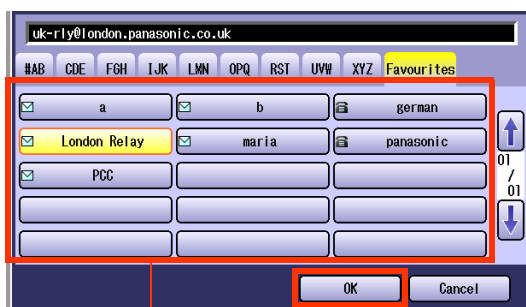 uk-rly@london.panasonic.co.uk
#AB CDE FGH IJK LMN OPQ RST UVW XYZ Favourites
a b german
London Relay maria panasonic
PCC
01
/
01
OK Cancel